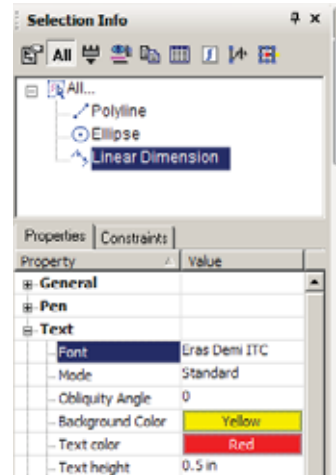 Selection Info
All
All...
Polyline
Ellipse
Linear Dimension
Properties Constraints
Property Value
General
Pen
Text
Font Eras Demi ITC
Mode Standard
Obliquity Angle 0
Background Color Yellow
Text color Red
Text height 0.5 in